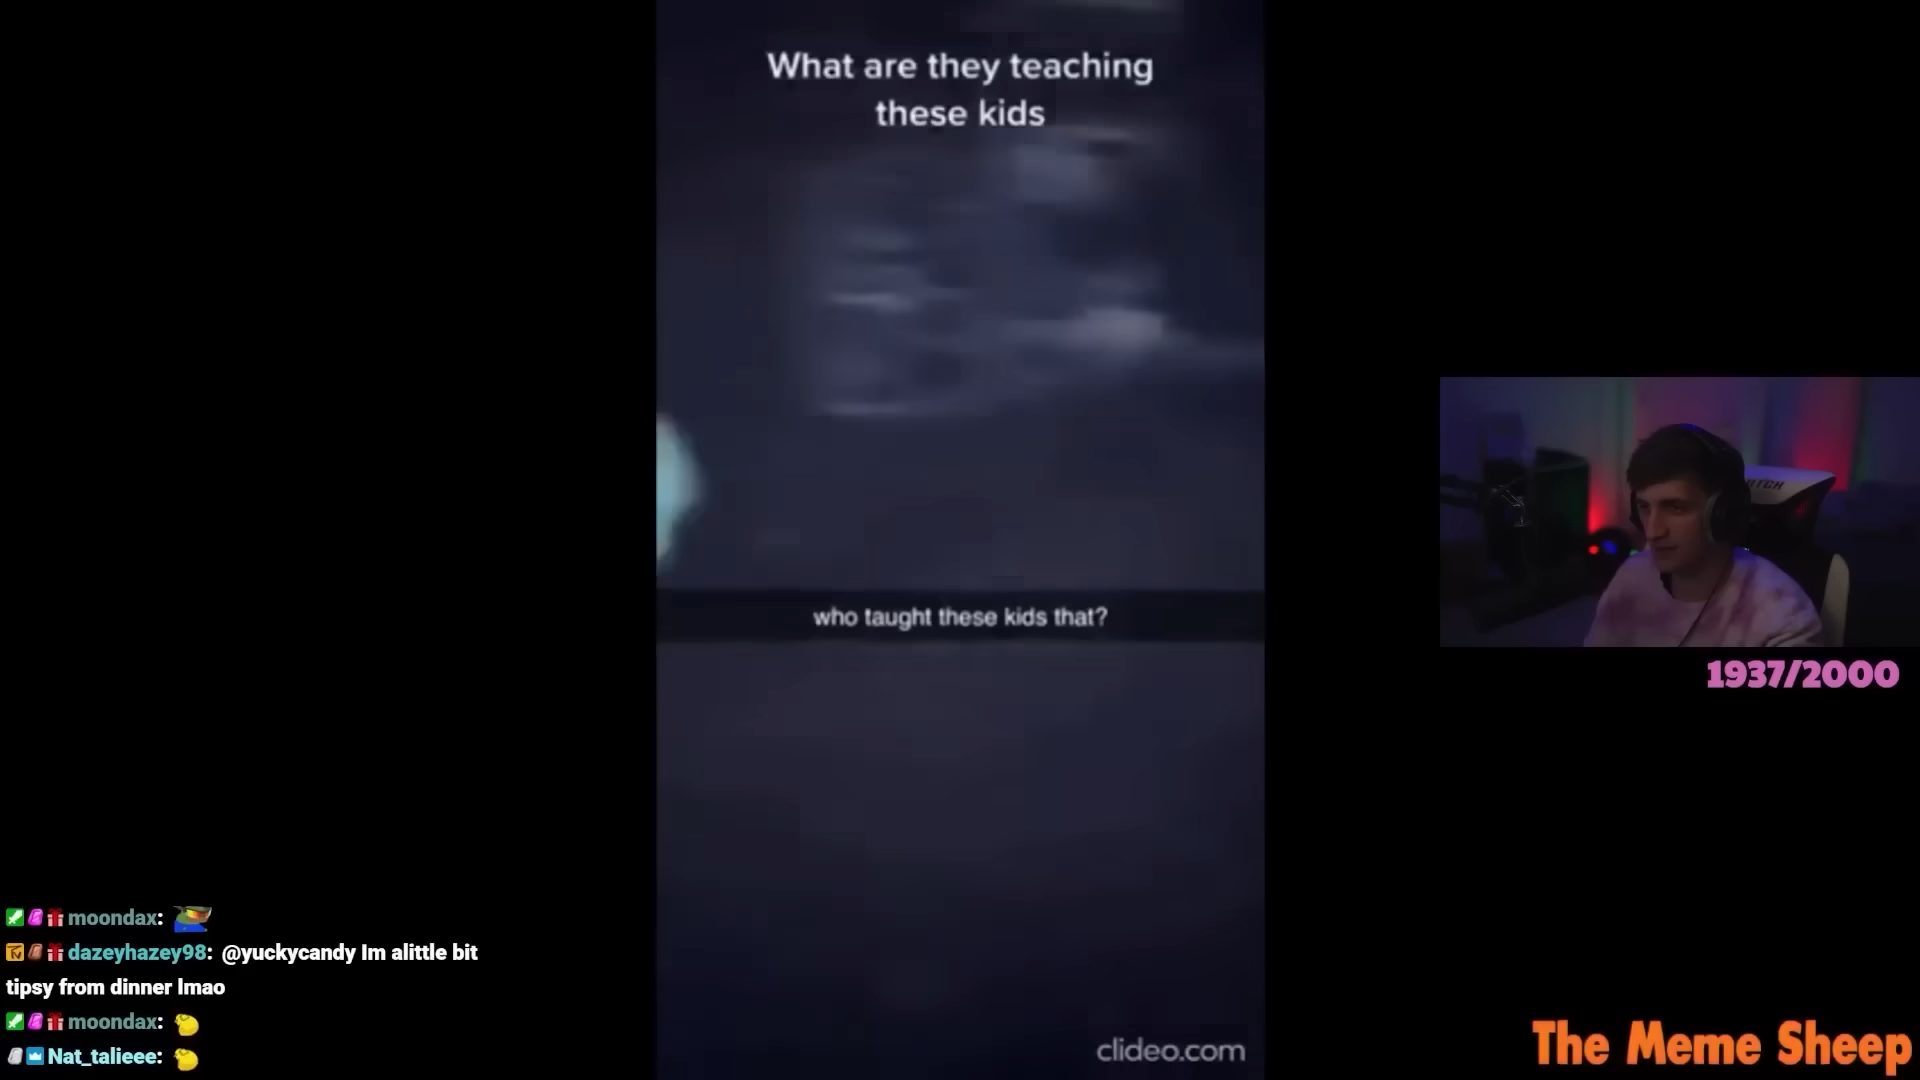 What are they teaching
these kids
who taught these kids that?
1937/2000
moondax:
dazeyhazey98: @yuckycandy Im alittle bit
tipsy from dinner lmao
moondax:
Nat_talieee:
clideo.com
The Meme Sheep